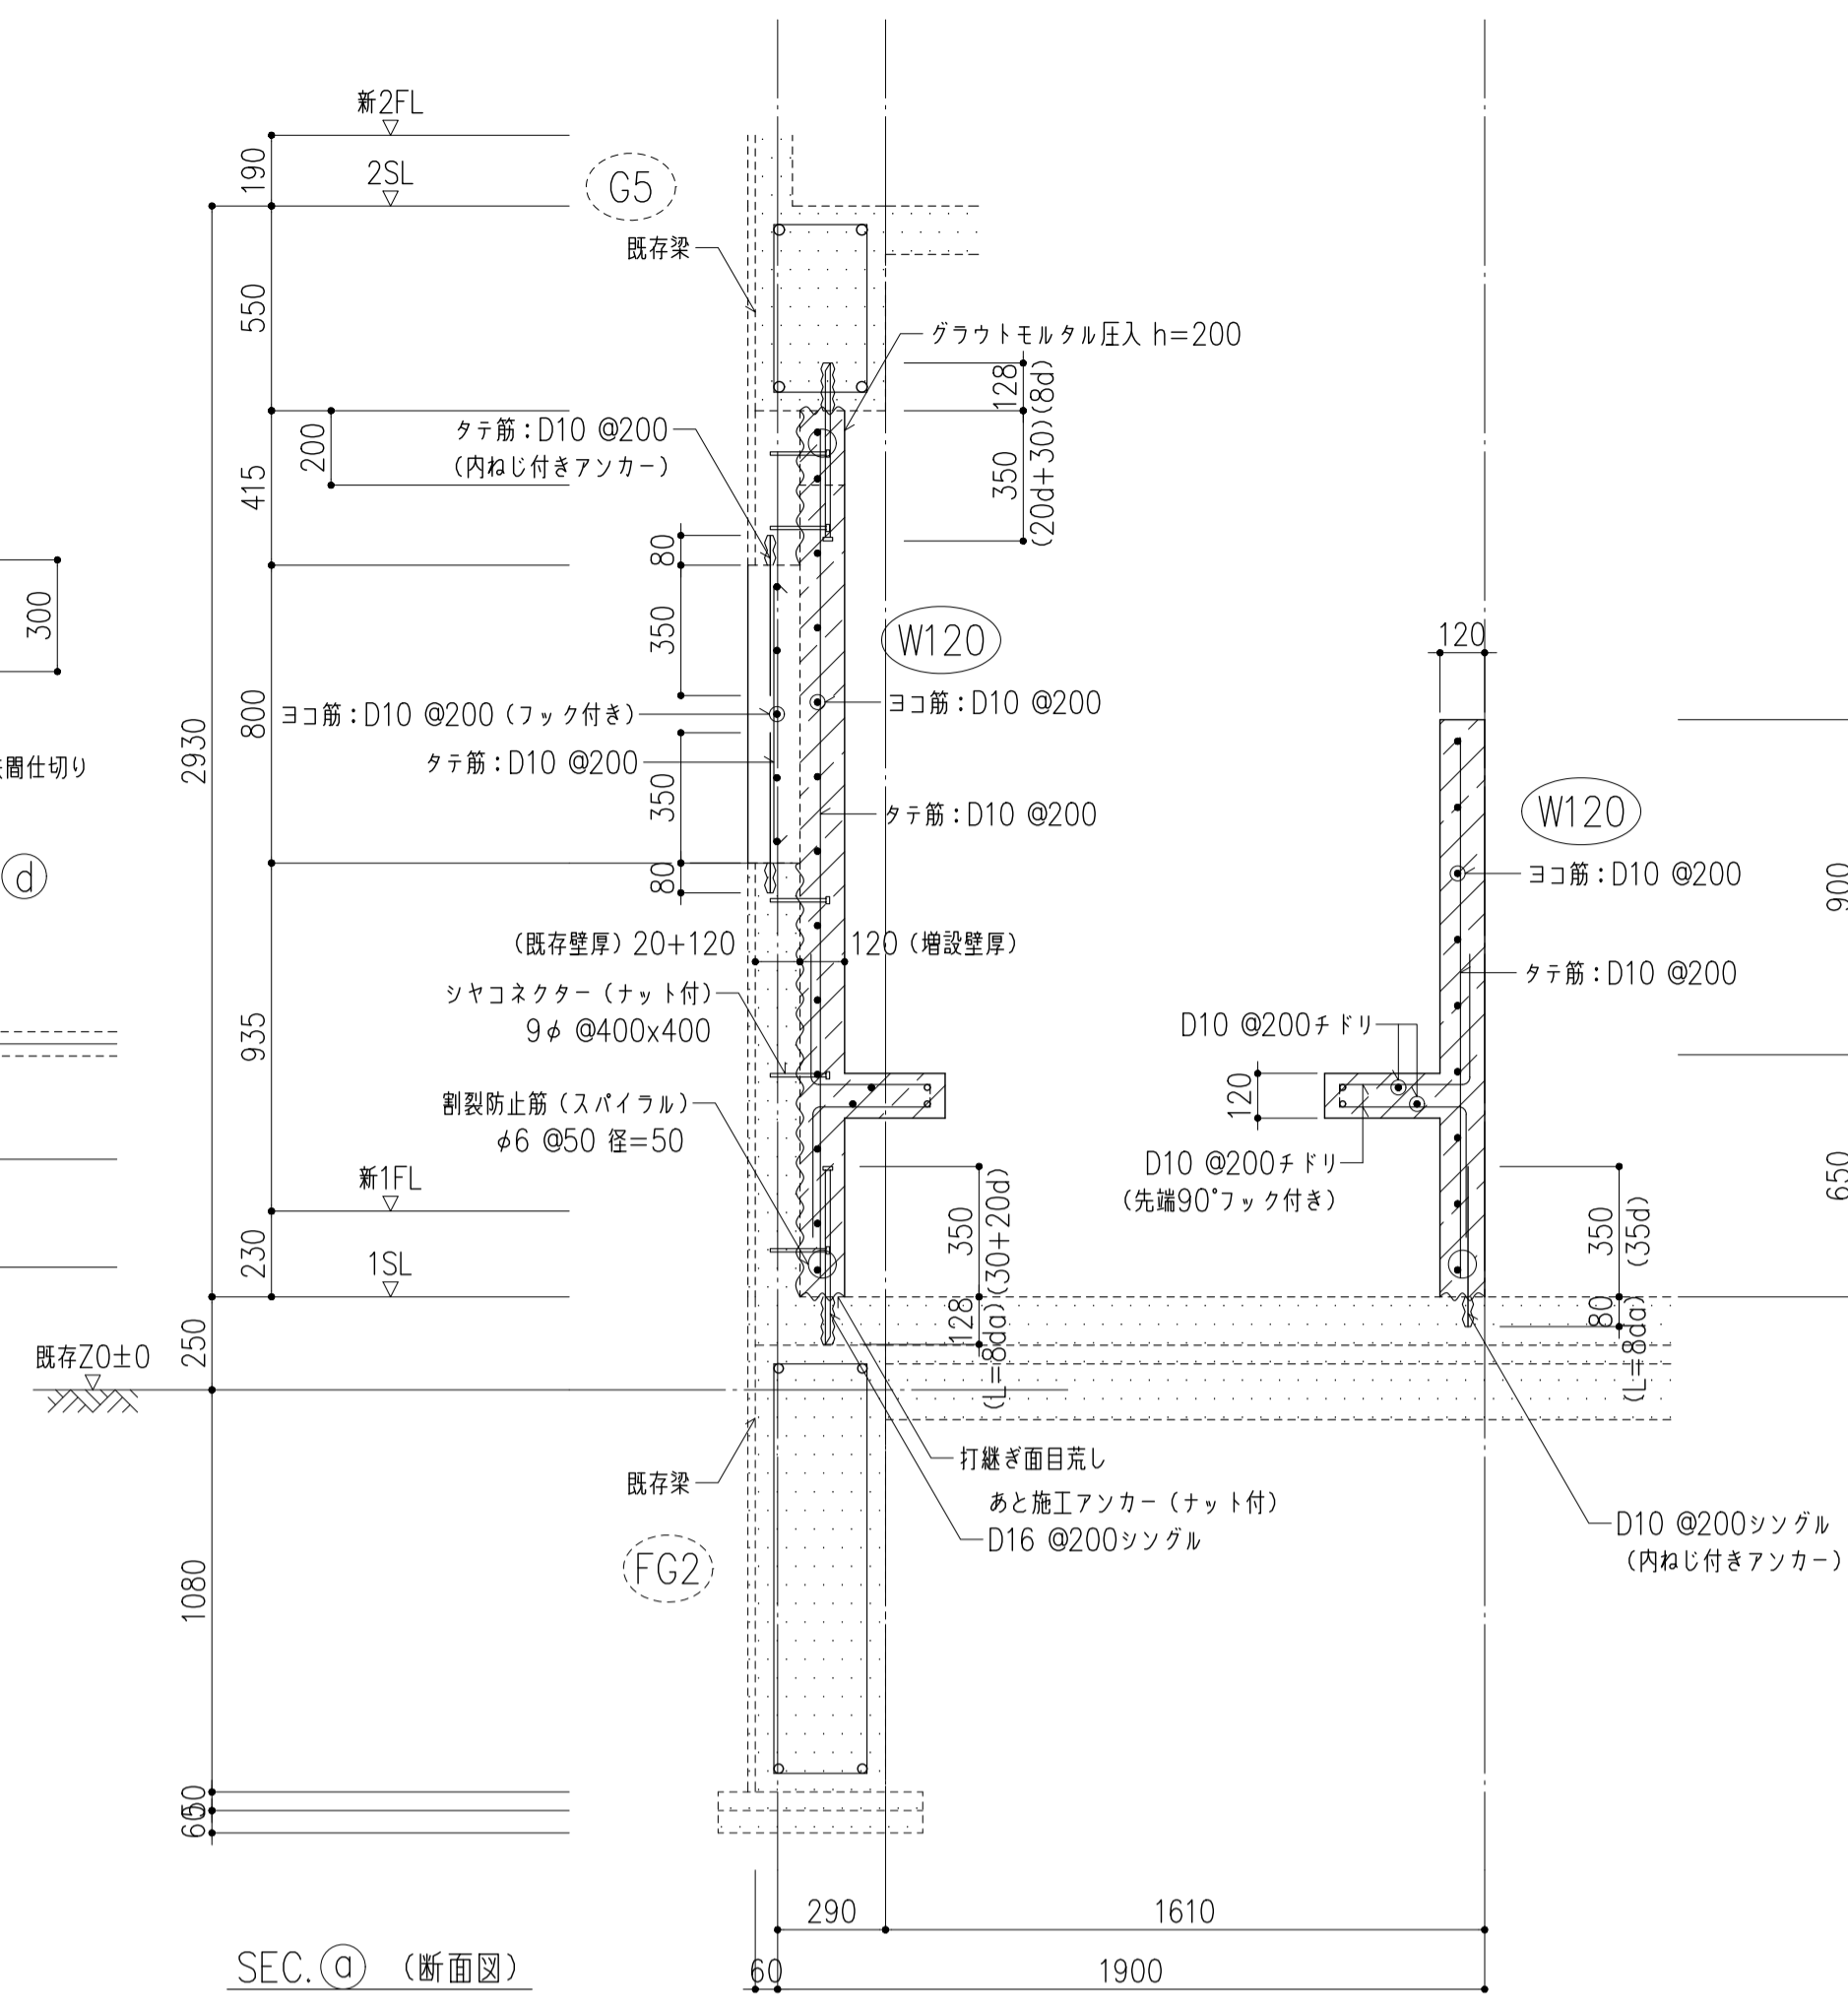 新2FL
190
2SL
G5
既存梁
550
グラウトモルタル圧入 h=200
128
(8d)
350
(20d+30)
タテ筋：D10 @200
（内ねじ付きアンカー）
200
415
80
300
350
W120
120
ヨコ筋：D10 @200（フック付き）
ヨコ筋：D10 @200
800
2930
タテ筋：D10 @200
間仕切り
350
タテ筋：D10 @200
W120
d
80
ヨコ筋：D10 @200
900
（既存壁厚）20+120
120（増設壁厚）
タテ筋：D10 @200
シヤコネクター（ナット付）
9φ @400x400
935
D10 @200チドリ
120
割裂防止筋（スパイラル）
φ6 @50 径=50
D10 @200チドリ
（先端90°フック付き）
新1FL
350
(30+20d)
350
(35d)
650
230
1SL
128
(L=8da)
80
(L=8da)
250
既存Z0±0
打継ぎ面目荒し
既存梁
あと施工アンカー（ナット付）
D16 @200シングル
D10 @200シングル
（内ねじ付きアンカー）
FG2
1080
290
1610
60
1900
SEC. a （断面図）